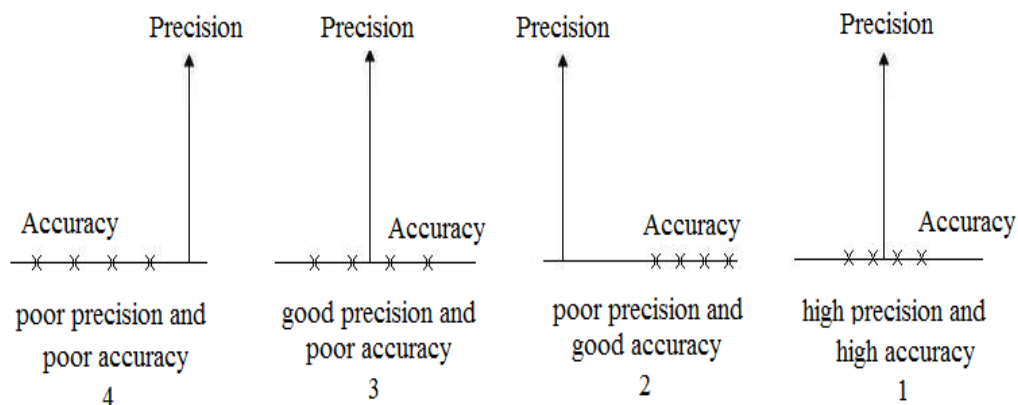 Precision
Accuracy
poor precision and
poor accuracy
4
Precision
Accuracy
good precision and
poor accuracy
3
Precision
Accuracy
poor precision and
good accuracy
2
Precision
Accuracy
high precision and
high accuracy
1